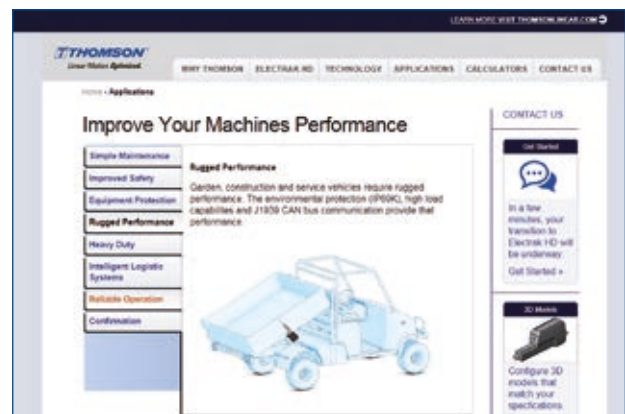 LEARN MORE VISIT THOMSONLINEAR.COM
THOMSON
Linear Motion. Optimized.
WHY THOMSON ELECTRAK HD TECHNOLOGY APPLICATIONS CALCULATORS CONTACT US
Home › Applications
Improve Your Machines Performance
Simple Maintenance
Improved Safety
Equipment Protection
Rugged Performance
Heavy Duty
Intelligent Logistic
Systems
Reliable Operation
Confirmation
Rugged Performance
Garden, construction and service vehicles require rugged
performance. The environmental protection (IP69K), high load
capabilities and J1939 CAN bus communication provide that
performance.
CONTACT US
Get Started
In a few
minutes, your
transition to
Electrak HD will
be underway.
Get Started »
3D Models
Configure 3D
models that
match your
specifications